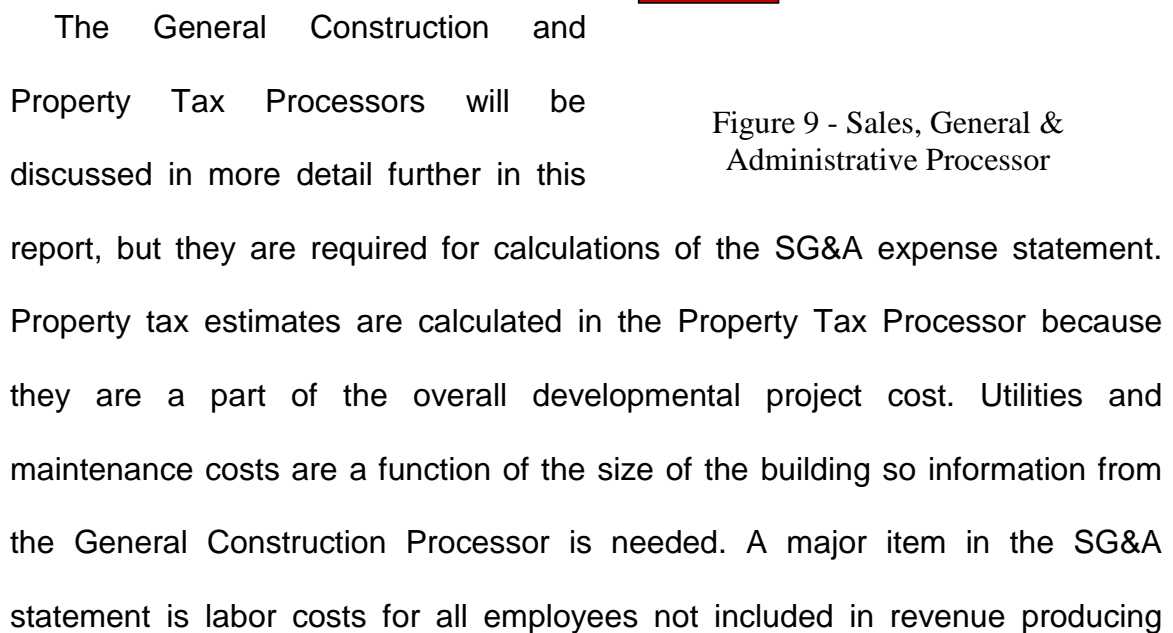 The General Construction and
Property Tax Processors will be
discussed in more detail further in this
Figure 9 - Sales, General &
Administrative Processor
report, but they are required for calculations of the SG&A expense statement.
Property tax estimates are calculated in the Property Tax Processor because
they are a part of the overall developmental project cost. Utilities and
maintenance costs are a function of the size of the building so information from
the General Construction Processor is needed. A major item in the SG&A
statement is labor costs for all employees not included in revenue producing